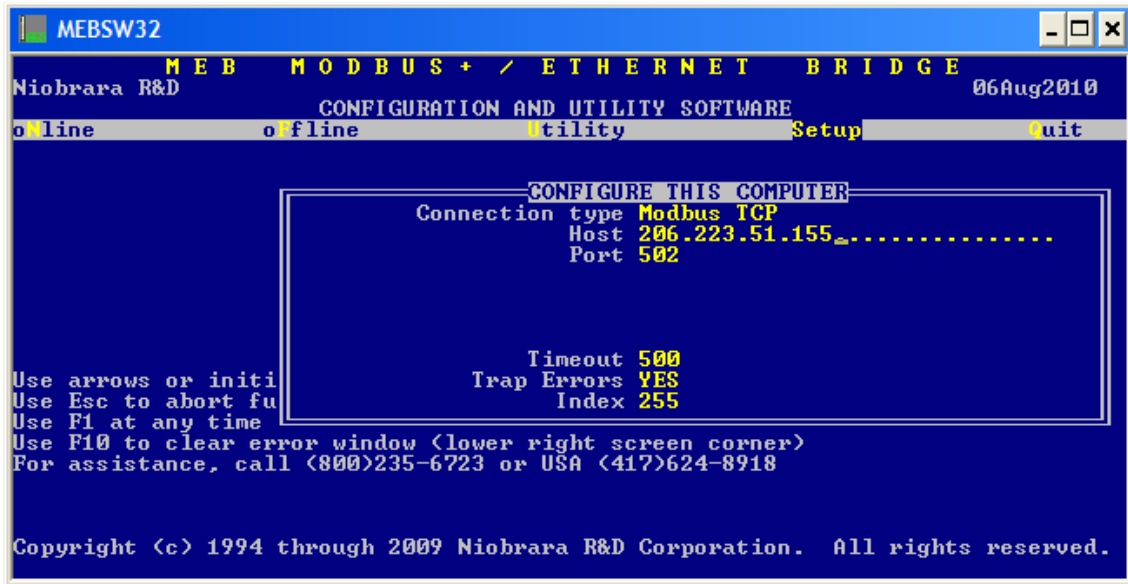 MEBSW32
M E B   M O D B U S + / E T H E R N E T   B R I D G E
Niobrara R&D 06Aug2010
CONFIGURATION AND UTILITY SOFTWARE
oNline oFfline Utility Setup Quit
CONFIGURE THIS COMPUTER
Connection type Modbus TCP
Host 206.223.51.155_...............
Port 502
Timeout 500
Use arrows or initi Trap Errors YES
Use Esc to abort fu Index 255
Use F1 at any time
Use F10 to clear error window (lower right screen corner)
For assistance, call (800)235-6723 or USA (417)624-8918
Copyright (c) 1994 through 2009 Niobrara R&D Corporation.  All rights reserved.